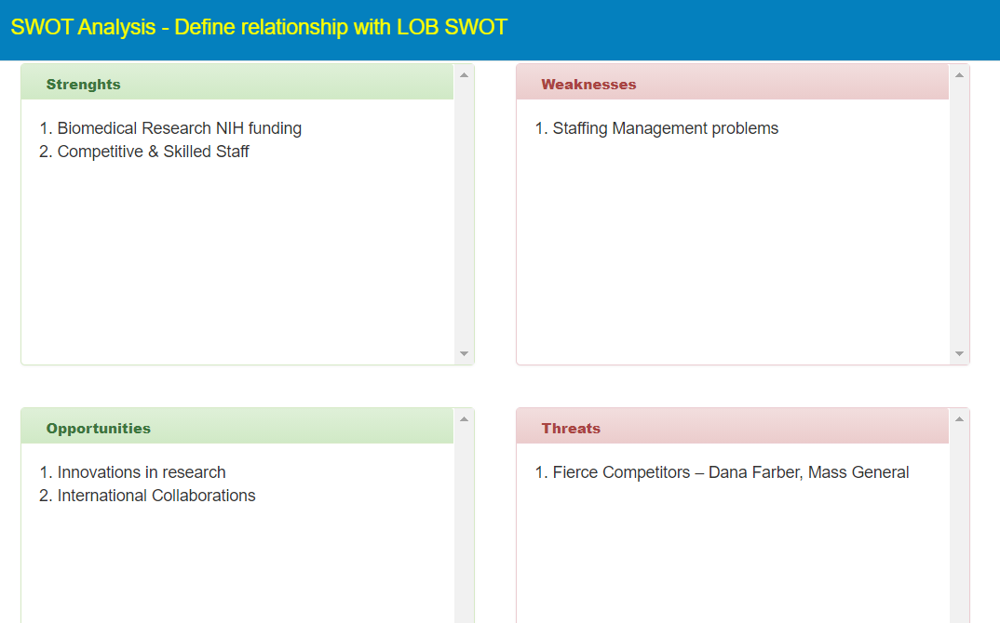 SWOT Analysis - Define relationship with LOB SWOT
Strenghts
1. Biomedical Research NIH funding
2. Competitive & Skilled Staff
Weaknesses
1. Staffing Management problems
Opportunities
1. Innovations in research
2. International Collaborations
Threats
1. Fierce Competitors – Dana Farber, Mass General